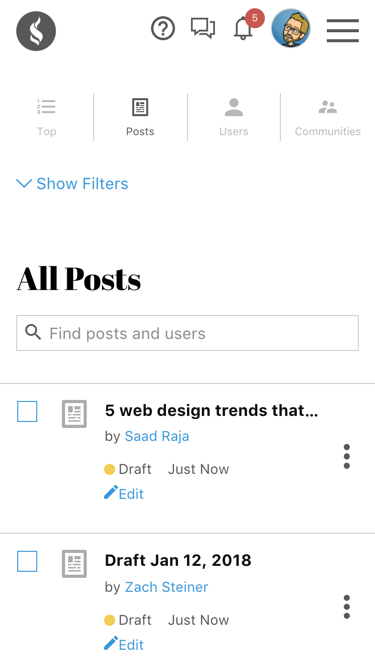 5
Top
Posts
Users
Communities
Show Filters
All Posts
Find posts and users
5 web design trends that...
by Saad Raja
Draft Just Now
Edit
Draft Jan 12, 2018
by Zach Steiner
Draft Just Now
Edit